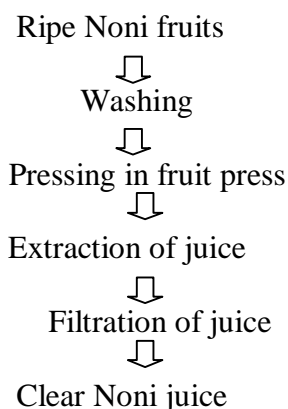 Ripe Noni fruits
Washing
Pressing in fruit press
Extraction of juice
Filtration of juice
Clear Noni juice